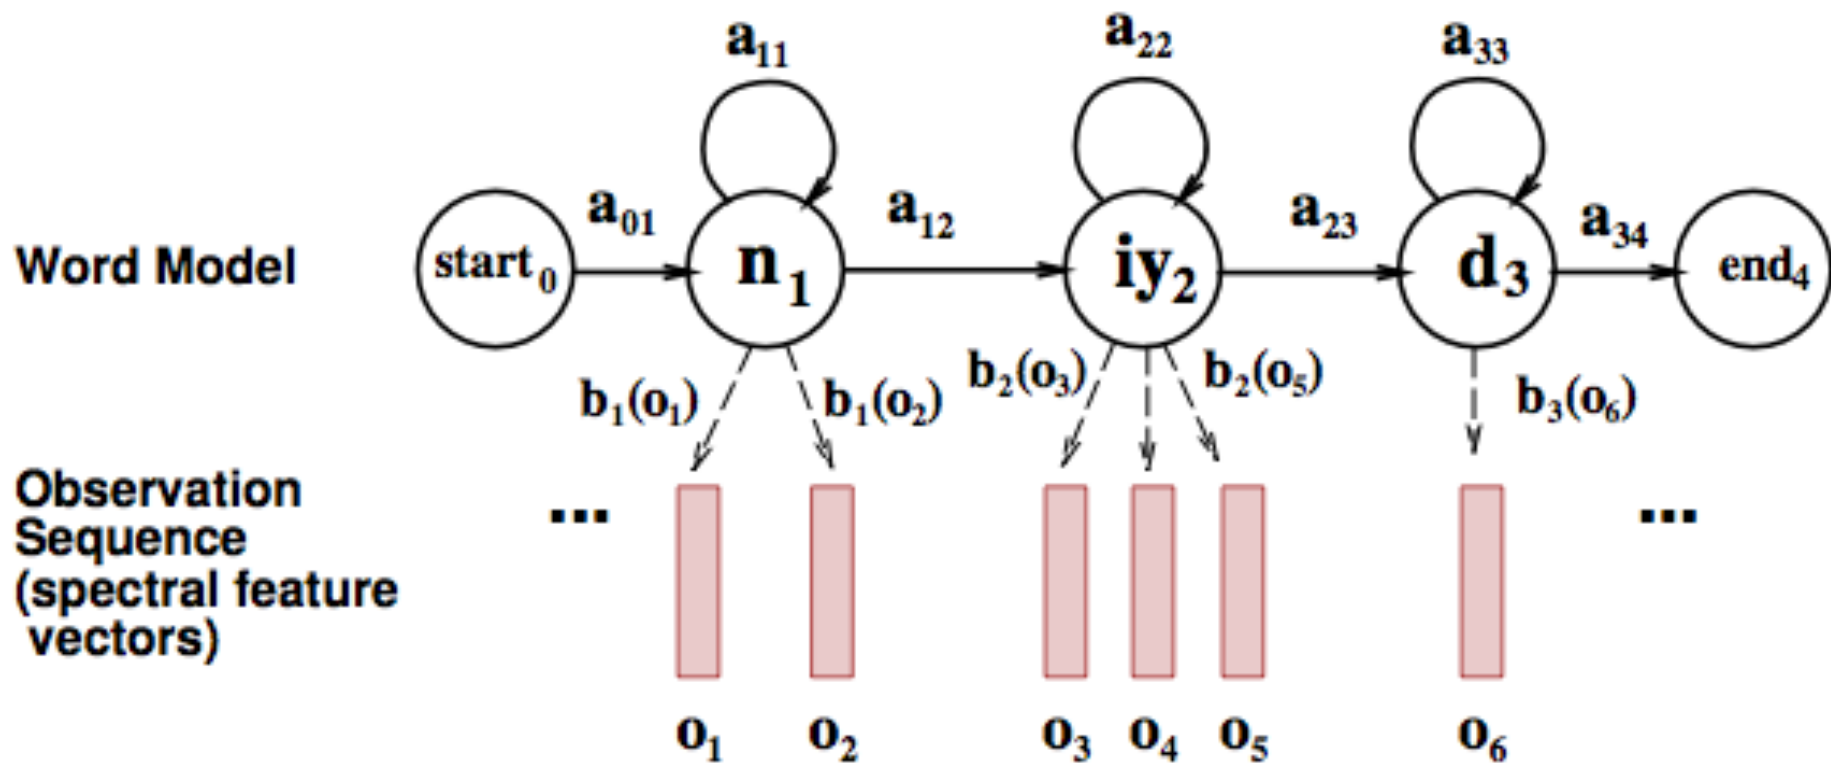 a₁₁ a₂₂ a₃₃
a₀₁ a₁₂ a₂₃ a₃₄
Word Model start₀ n₁ iy₂ d₃ end₄
b₁(o₁) b₁(o₂) b₂(o₃) b₂(o₅) b₃(o₆)
Observation
Sequence
(spectral feature
vectors)
... ...
o₁ o₂ o₃ o₄ o₅ o₆